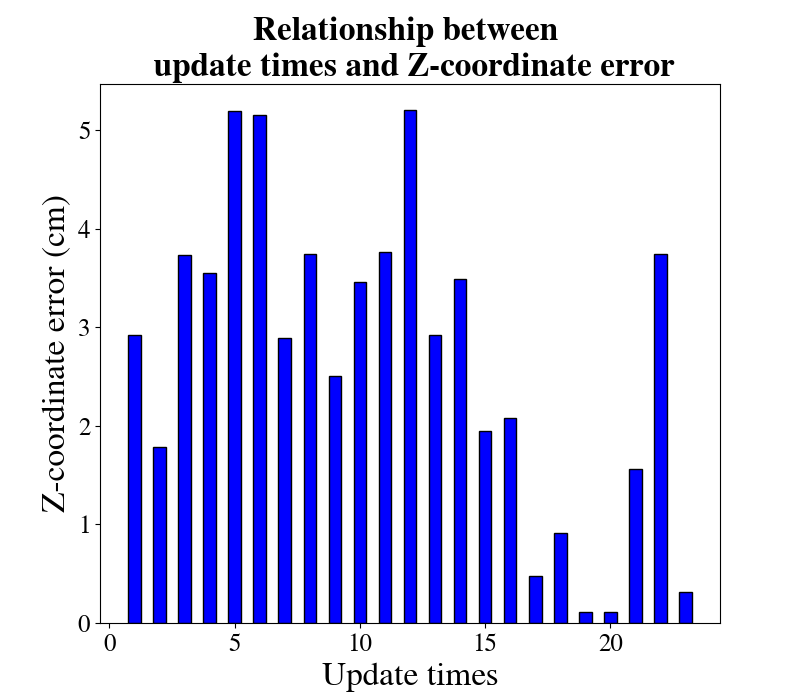 Relationship between
update times and Z-coordinate error
Z-coordinate error (cm)
5
4
3
2
1
0
0 5 10 15 20
Update times